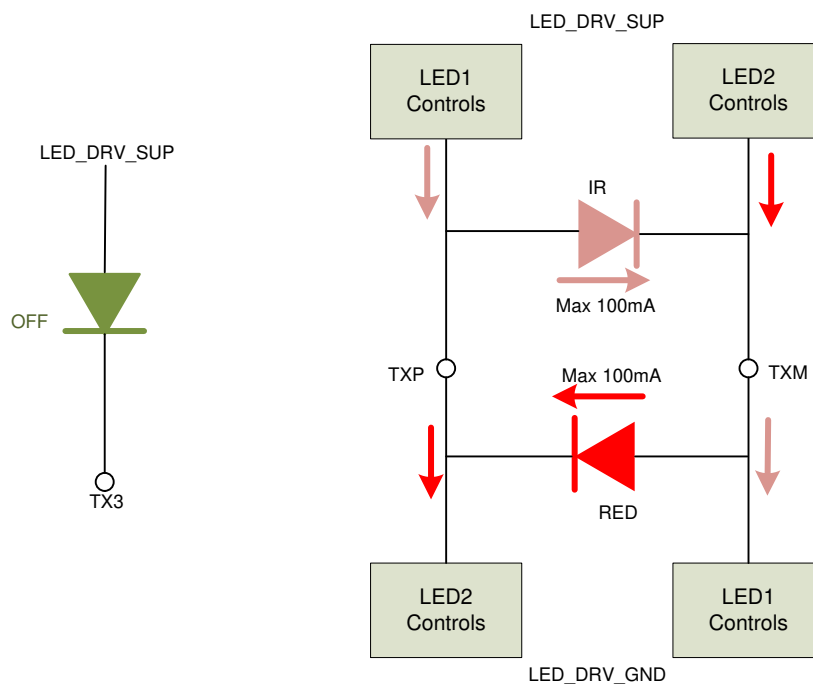 LED_DRV_SUP
LED1
Controls
LED2
Controls
LED_DRV_SUP
IR
OFF
Max 100mA
TXP
Max 100mA
TXM
TX3
RED
LED2
Controls
LED1
Controls
LED_DRV_GND